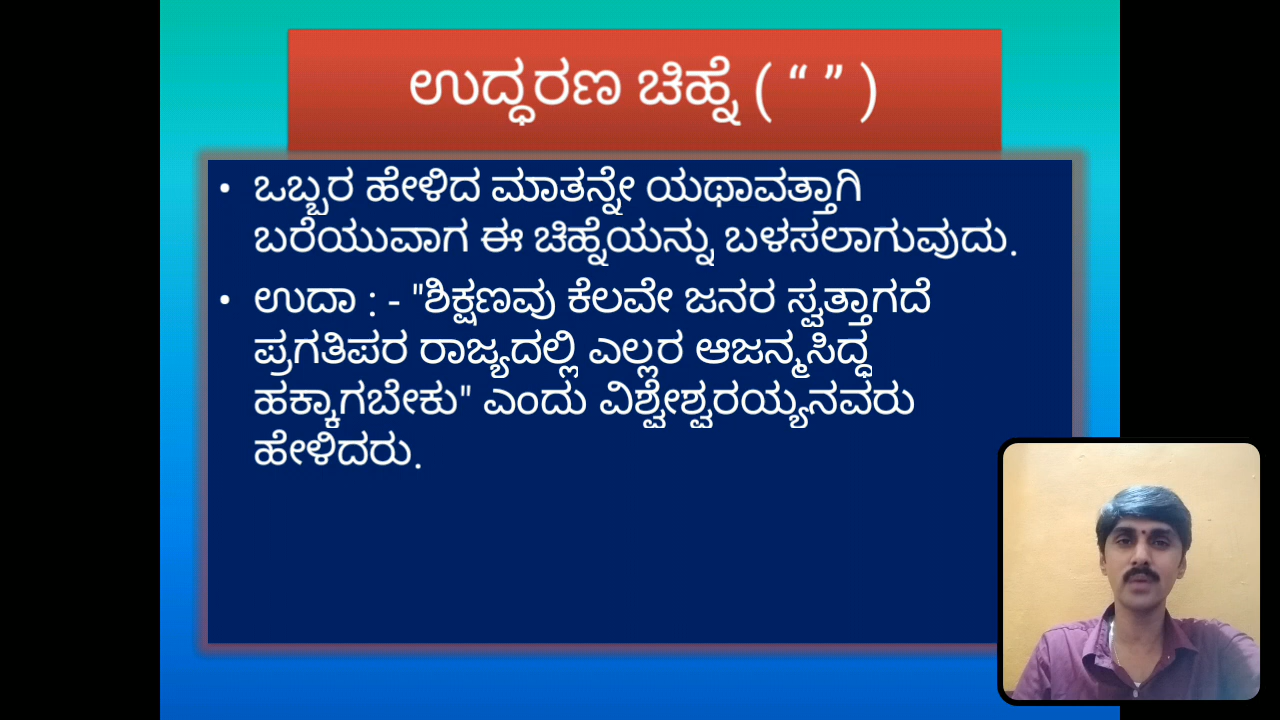 ಉದ್ಧರಣ ಚಿಹ್ನೆ ( “ ” )
• ಒಬ್ಬರ ಹೇಳಿದ ಮಾತನ್ನೇ ಯಥಾವತ್ತಾಗಿ
ಬರೆಯುವಾಗ ಈ ಚಿಹ್ನೆಯನ್ನು ಬಳಸಲಾಗುವುದು.
• ಉದಾ : - "ಶಿಕ್ಷಣವು ಕೆಲವೇ ಜನರ ಸ್ವತ್ತಾಗದೆ
ಪ್ರಗತಿಪರ ರಾಜ್ಯದಲ್ಲಿ ಎಲ್ಲರ ಆಜನ್ಮಸಿದ್ಧ
ಹಕ್ಕಾಗಬೇಕು" ಎಂದು ವಿಶ್ವೇಶ್ವರಯ್ಯನವರು
ಹೇಳಿದರು.